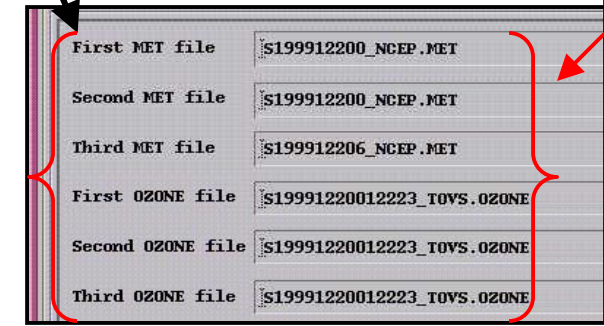 First MET file S199912200_NCEP.MET
Second MET file S199912200_NCEP.MET
Third MET file S199912206_NCEP.MET
First OZONE file S19991220012223_TOVS.OZONE
Second OZONE file S19991220012223_TOVS.OZONE
Third OZONE file S19991220012223_TOVS.OZONE